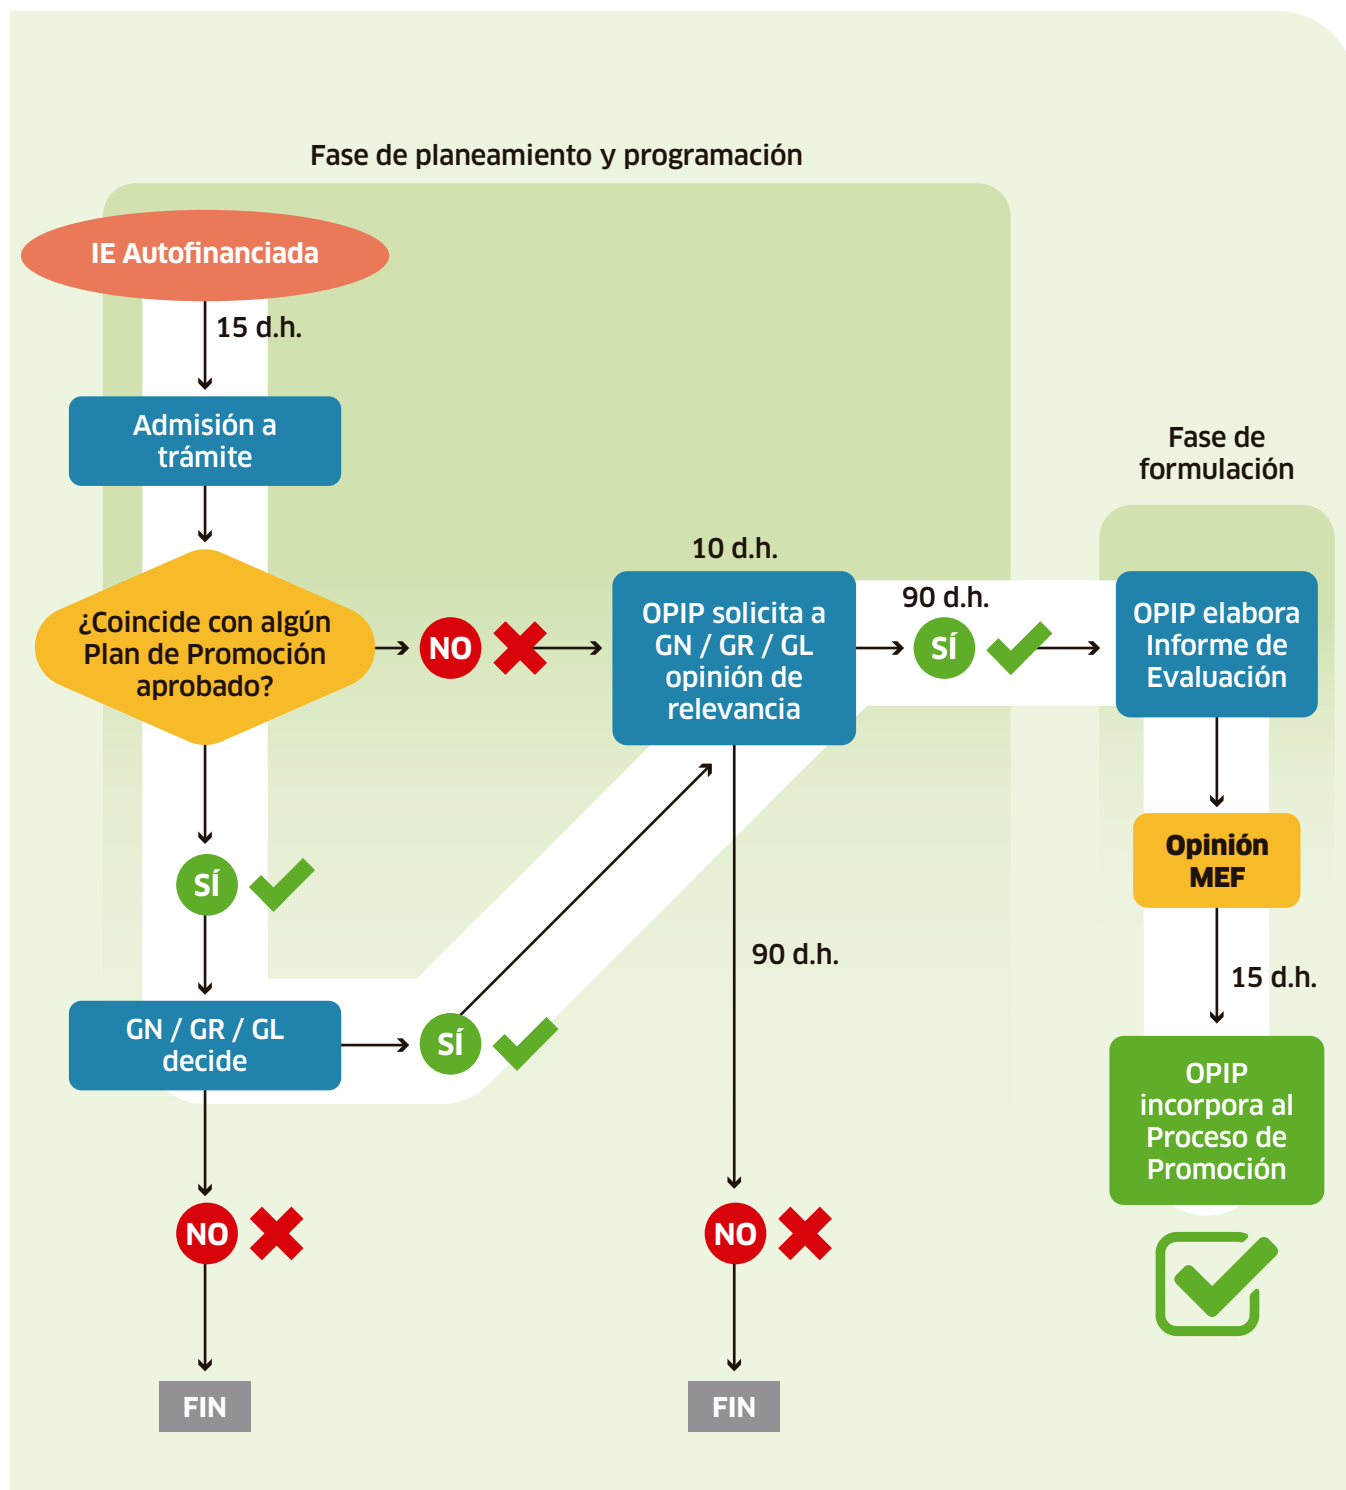 Fase de planeamiento y programación
IE Autofinanciada
15 d.h.
Admisión a
trámite
¿Coincide con algún
Plan de Promoción
aprobado?
NO
10 d.h.
OPIP solicita a
GN / GR / GL
opinión de
relevancia
90 d.h.
SÍ
Fase de
formulación
OPIP elabora
Informe de
Evaluación
Opinión
MEF
15 d.h.
OPIP
incorpora al
Proceso de
Promoción
SÍ
GN / GR / GL
decide
SÍ
90 d.h.
NO
NO
FIN
FIN